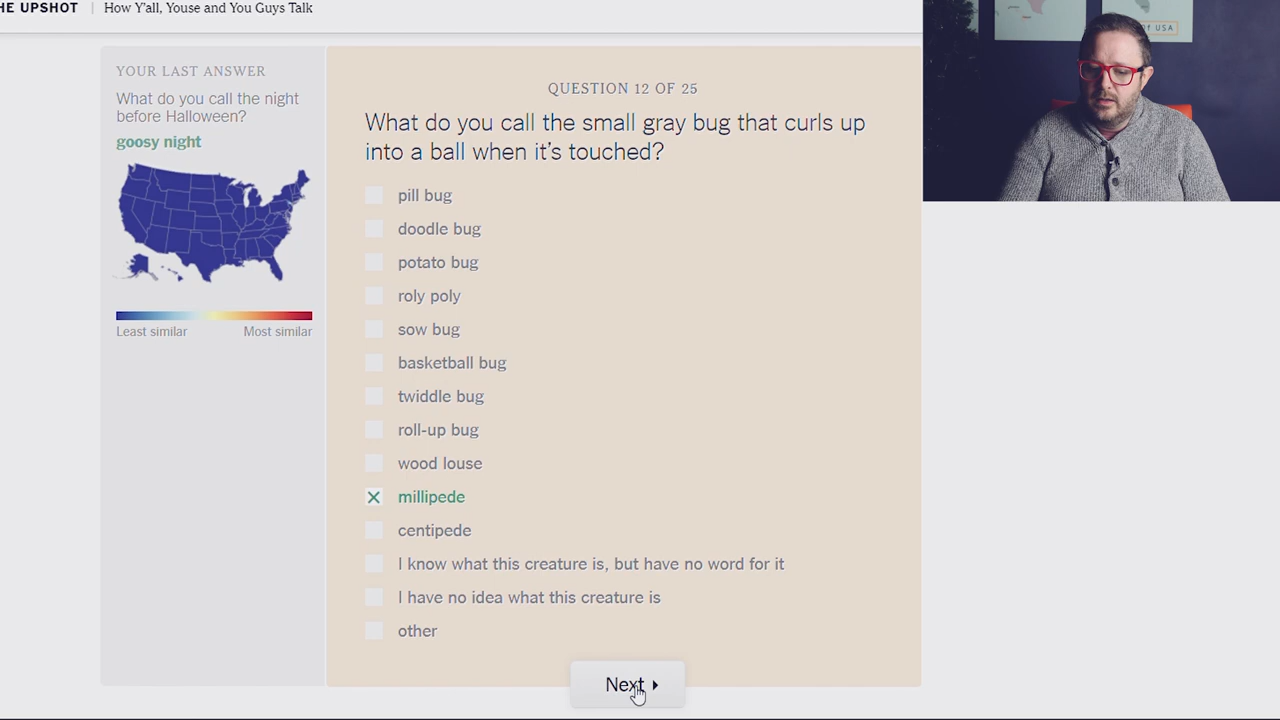 HE UPSHOT | How Y'all, Youse and You Guys Talk
YOUR LAST ANSWER
What do you call the night
before Halloween?
goosy night
Least similar Most similar
QUESTION 12 OF 25
What do you call the small gray bug that curls up
into a ball when it's touched?
pill bug
doodle bug
potato bug
roly poly
sow bug
basketball bug
twiddle bug
roll-up bug
wood louse
millipede
centipede
I know what this creature is, but have no word for it
I have no idea what this creature is
other
Next
of USA